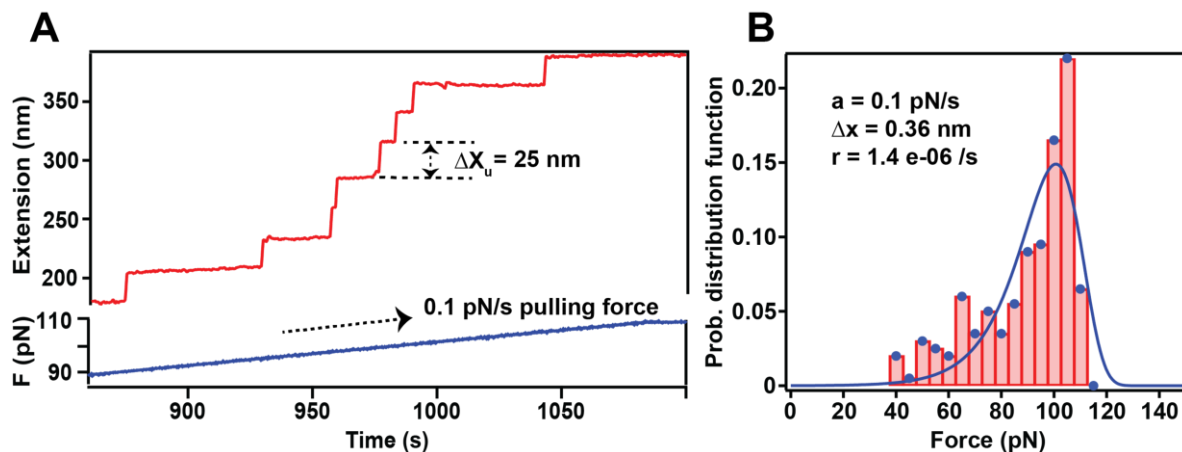 A
Extension (nm)
350
300
250
200
ΔXu = 25 nm
0.1 pN/s pulling force
F (pN)
110
90
900
950
1000
1050
Time (s)
B
Prob. distribution function
0.20
0.15
0.10
0.05
0
a = 0.1 pN/s
Δx = 0.36 nm
r = 1.4 e-06 /s
0
20
40
60
80
100
120
140
Force (pN)